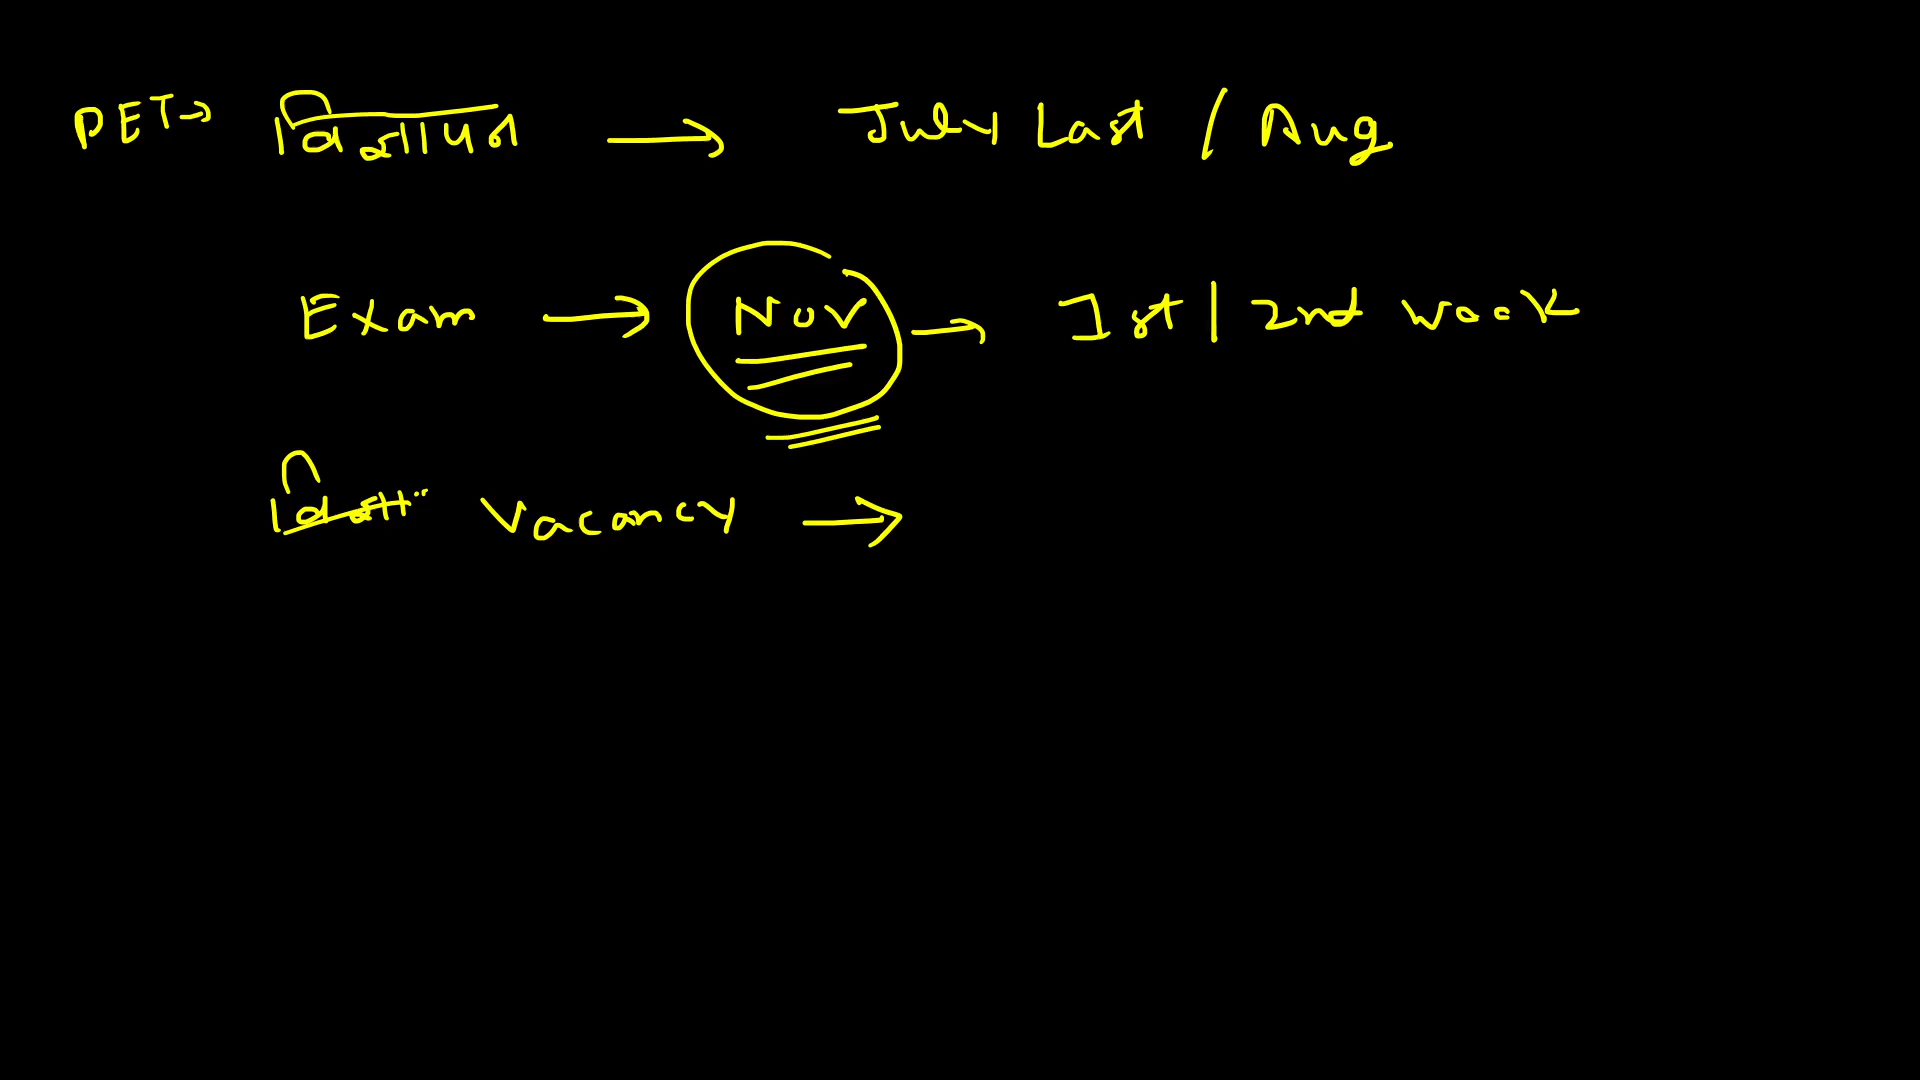 PET→ विज्ञापन → July Last / Aug
Exam → Nov → 1st | 2nd week
Vacancy →